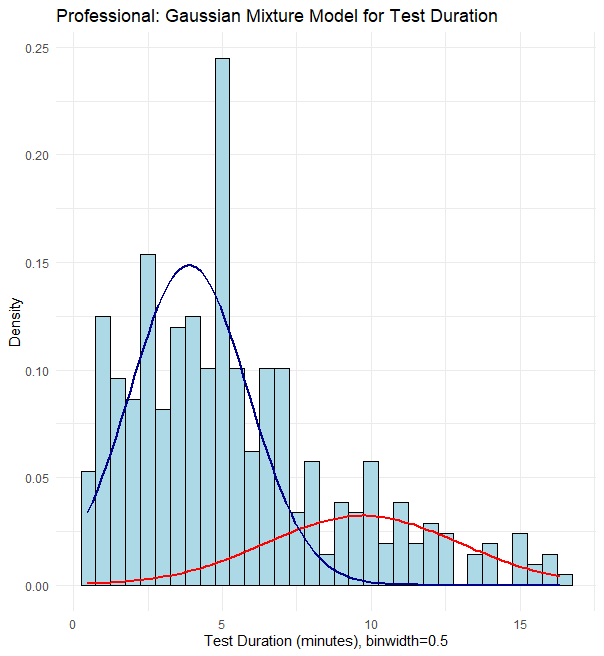 Professional: Gaussian Mixture Model for Test Duration
0.25
0.20
0.15
0.10
0.05
0.00
Density
0 5 10 15
Test Duration (minutes), binwidth=0.5